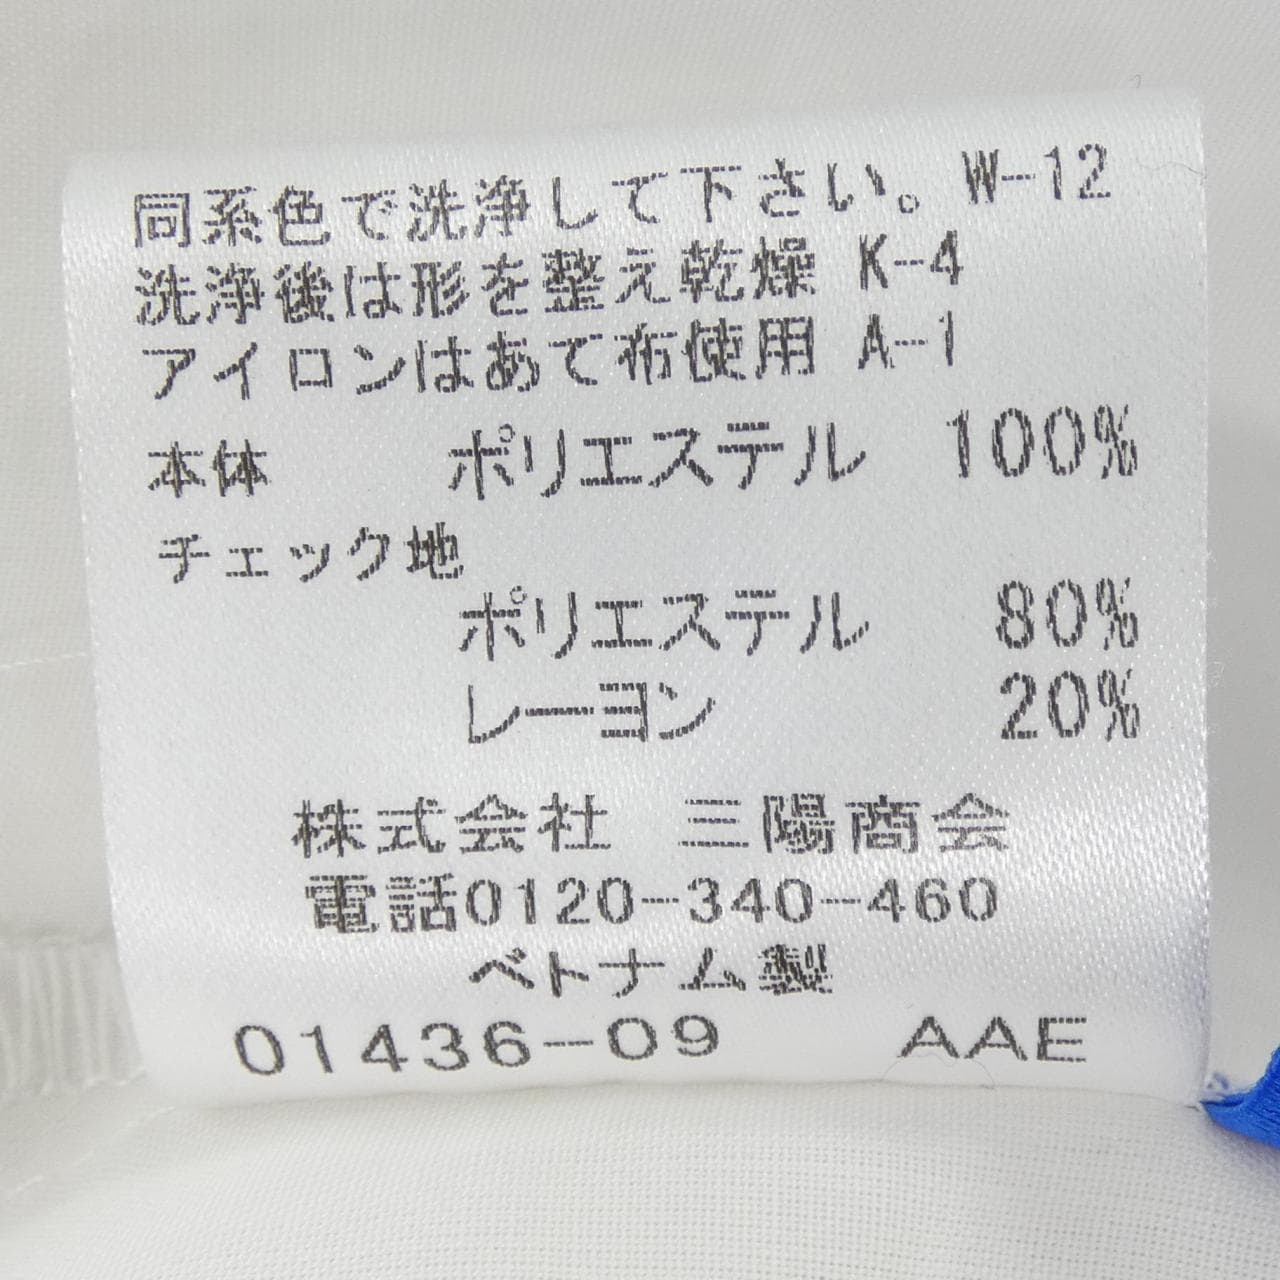 同系色で洗浄して下さい。W-12
洗浄後は形を整え乾燥 K-4
アイロンはあて布使用 A-1
本体 ポリエステル 100%
チェック地
ポリエステル 80%
レーヨン 20%
株式会社 三陽商会
電話0120-340-460
ベトナム製
01436-09 AAE